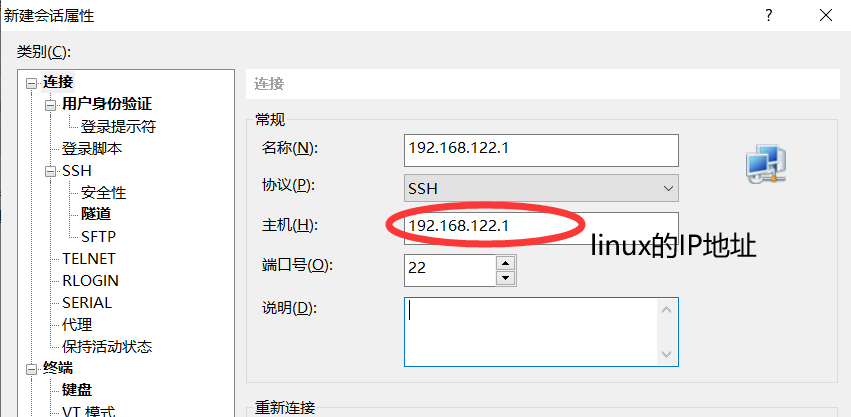 新建会话属性
类别(C):
连接
用户身份验证
登录提示符
登录脚本
SSH
安全性
隧道
SFTP
TELNET
RLOGIN
SERIAL
代理
保持活动状态
终端
键盘
VT 模式
连接
常规
名称(N): 192.168.122.1
协议(P): SSH
主机(H): 192.168.122.1
linux的IP地址
端口号(O): 22
说明(D):
重新连接